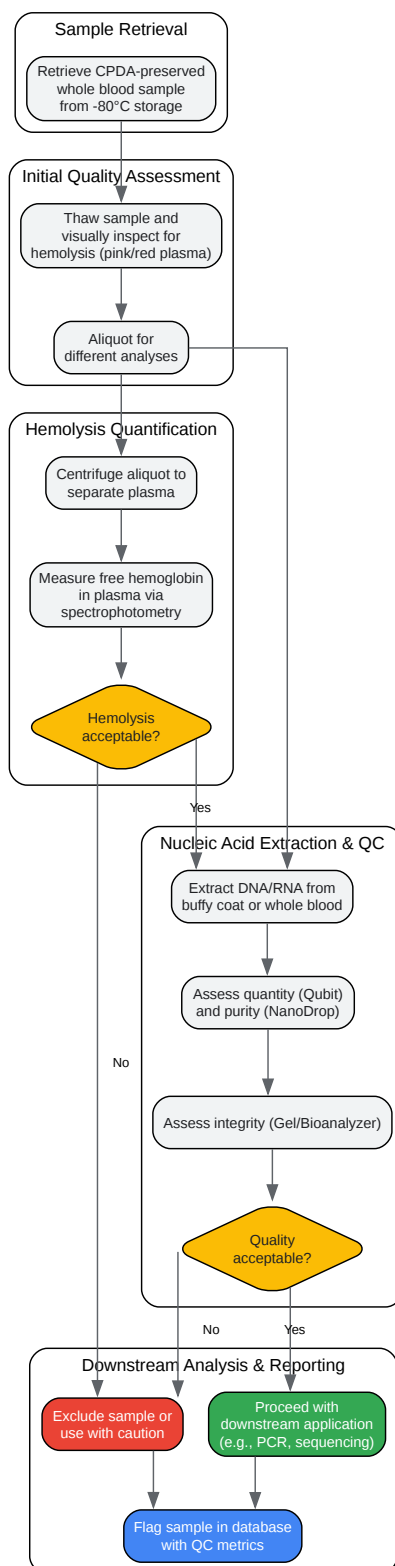 Sample Retrieval
Retrieve CPDA-preserved
whole blood sample
from -80°C storage
Initial Quality Assessment
Thaw sample and
visually inspect for
hemolysis (pink/red plasma)
Aliquot for
different analyses
Hemolysis Quantification
Centrifuge aliquot to
separate plasma
Measure free hemoglobin
in plasma via
spectrophotometry
Hemolysis
acceptable?
Yes
Nucleic Acid Extraction & QC
Extract DNA/RNA from
buffy coat or whole blood
Assess quantity (Qubit)
and purity (NanoDrop)
No
Assess integrity (Gel/Bioanalyzer)
Quality
acceptable?
No
Yes
Downstream Analysis & Reporting
Exclude sample or
use with caution
Proceed with
downstream application
(e.g., PCR, sequencing)
Flag sample in database
with QC metrics